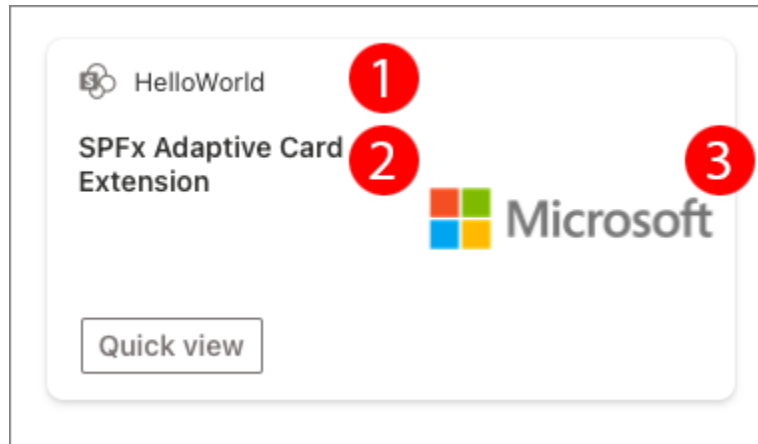 HelloWorld
1
SPFx Adaptive Card
Extension
2
3
Microsoft
Quick view